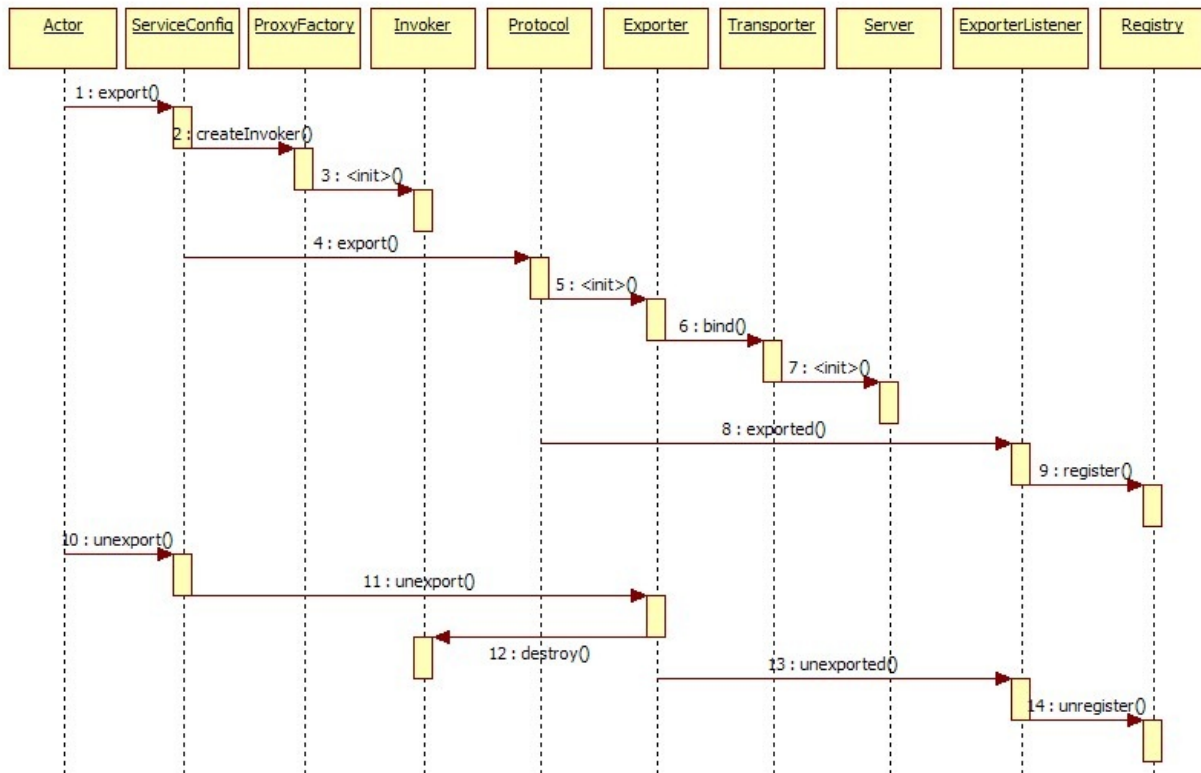 Actor
ServiceConfig
ProxyFactory
Invoker
Protocol
Exporter
Transporter
Server
ExporterListener
Registry
1 : export()
2 : createInvoker()
3 : <init>()
4 : export()
5 : <init>()
6 : bind()
7 : <init>()
8 : exported()
9 : register()
10 : unexport()
11 : unexport()
12 : destroy()
13 : unexported()
14 : unregister()